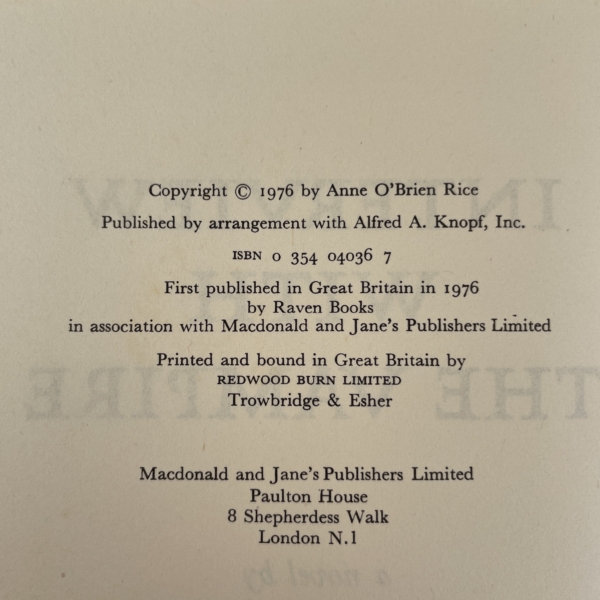 Copyright © 1976 by Anne O'Brien Rice
Published by arrangement with Alfred A. Knopf, Inc.
ISBN 0 354 04036 7
First published in Great Britain in 1976
by Raven Books
in association with Macdonald and Jane's Publishers Limited
Printed and bound in Great Britain by
REDWOOD BURN LIMITED
Trowbridge & Esher
Macdonald and Jane's Publishers Limited
Paulton House
8 Shepherdess Walk
London N.1